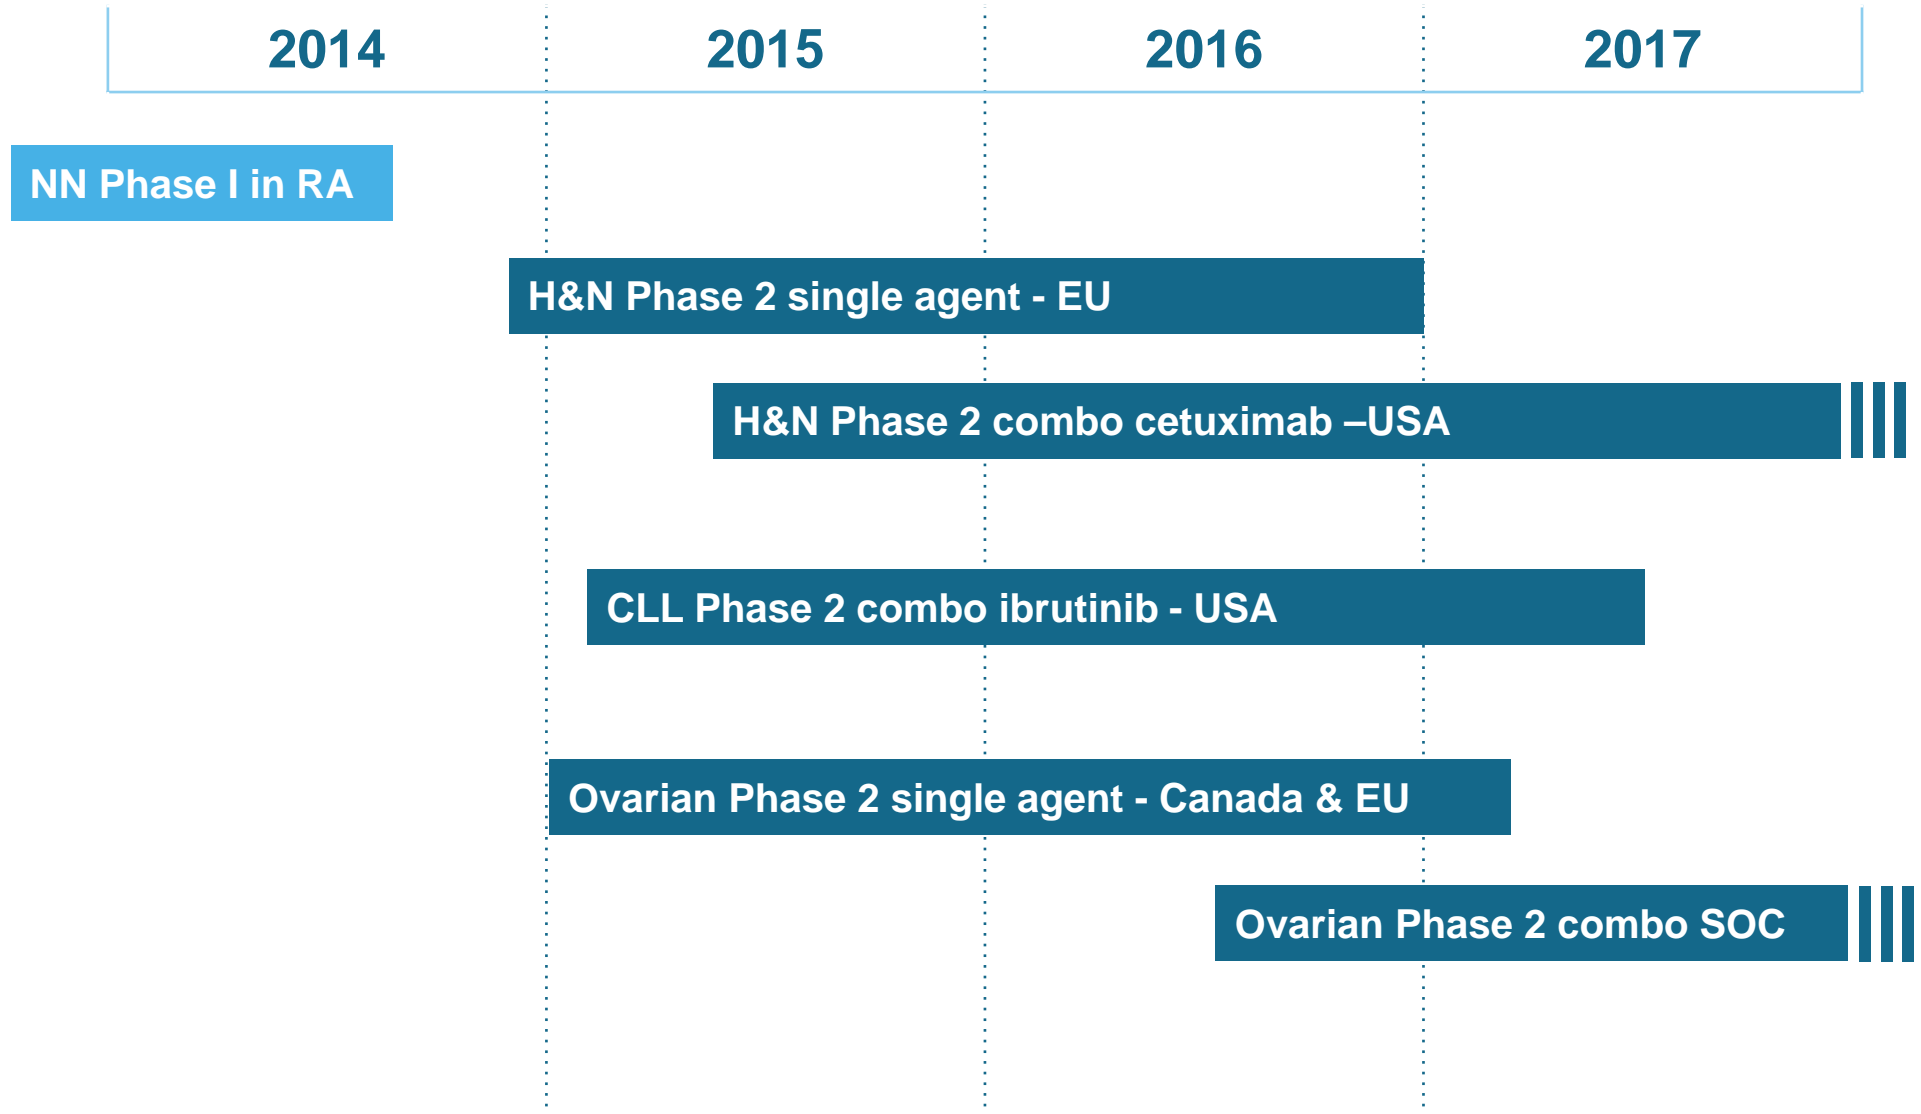 2014 2015 2016 2017
NN Phase I in RA
H&N Phase 2 single agent - EU
H&N Phase 2 combo cetuximab –USA
CLL Phase 2 combo ibrutinib - USA
Ovarian Phase 2 single agent - Canada & EU
Ovarian Phase 2 combo SOC